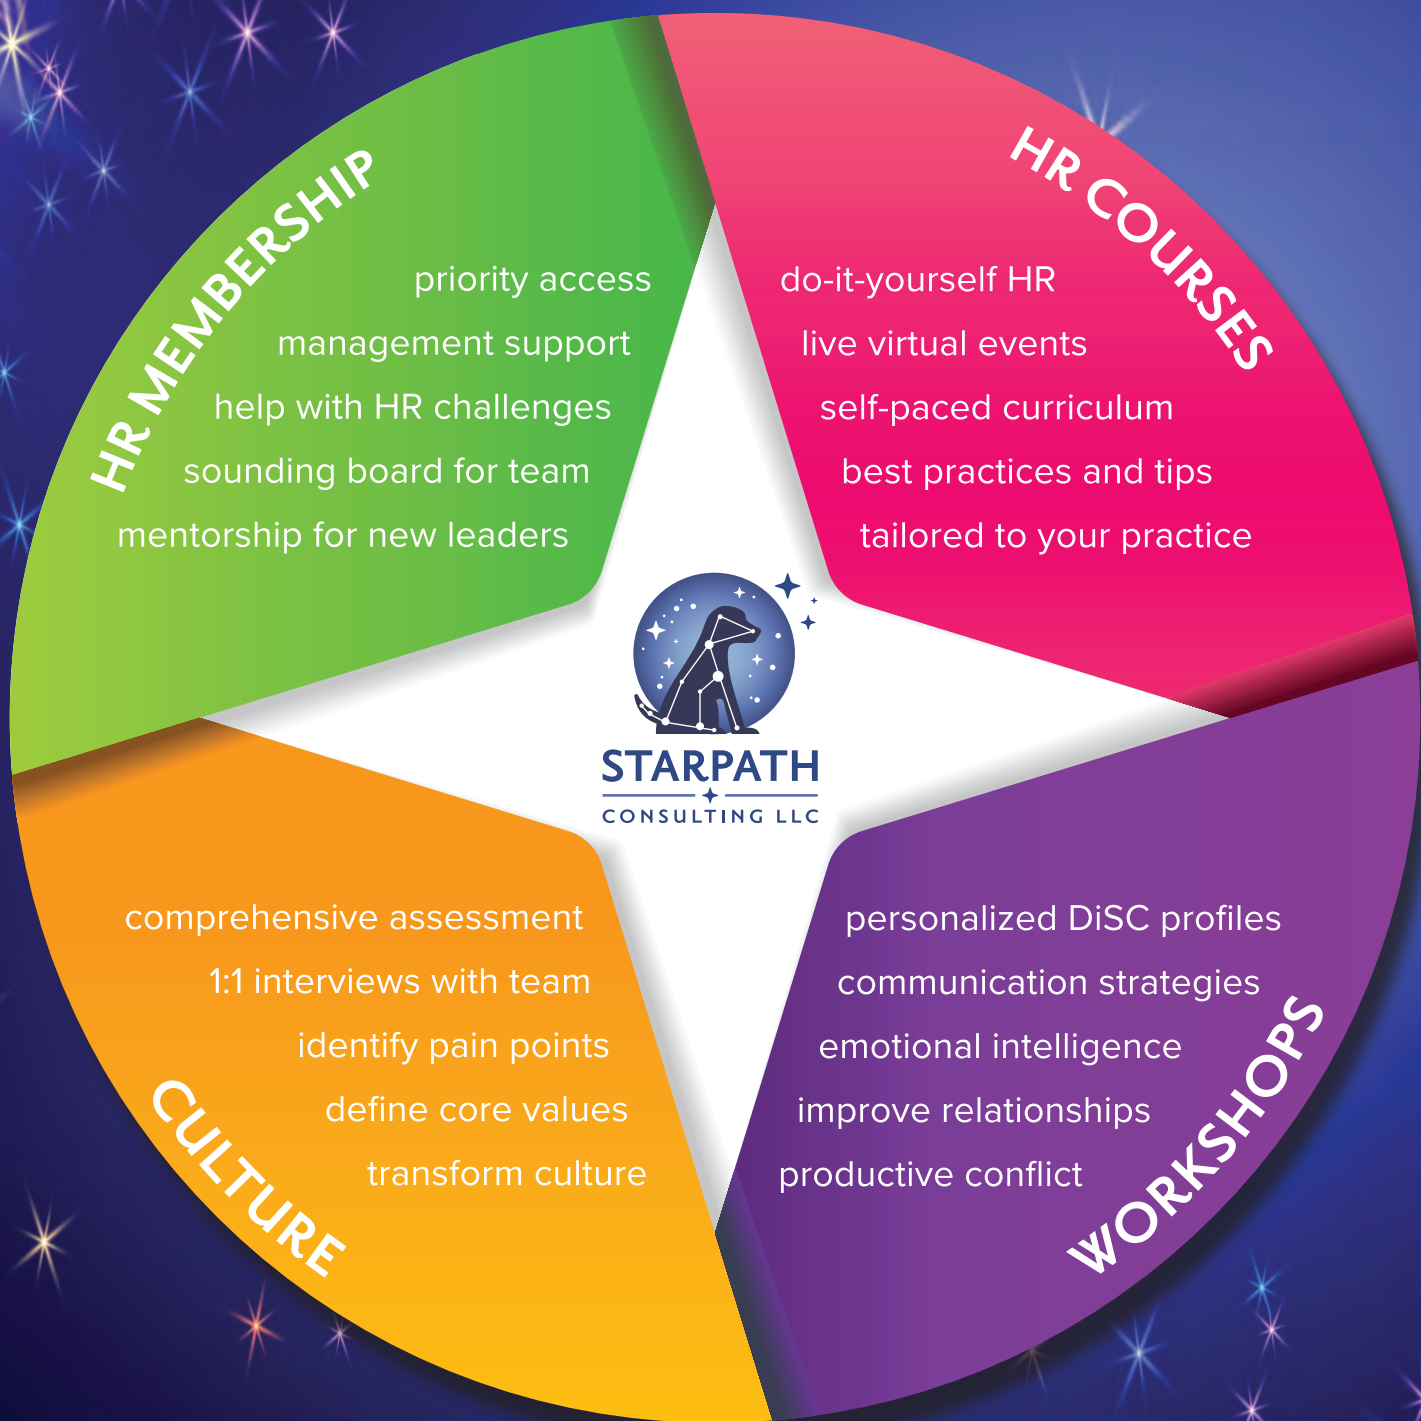 HR MEMBERSHIP
priority access
management support
help with HR challenges
sounding board for team
mentorship for new leaders
HR COURSES
do-it-yourself HR
live virtual events
self-paced curriculum
best practices and tips
tailored to your practice
STARPATH
CONSULTING LLC
comprehensive assessment
1:1 interviews with team
identify pain points
define core values
transform culture
CULTURE
personalized DiSC profiles
communication strategies
emotional intelligence
improve relationships
productive conflict
WORKSHOPS